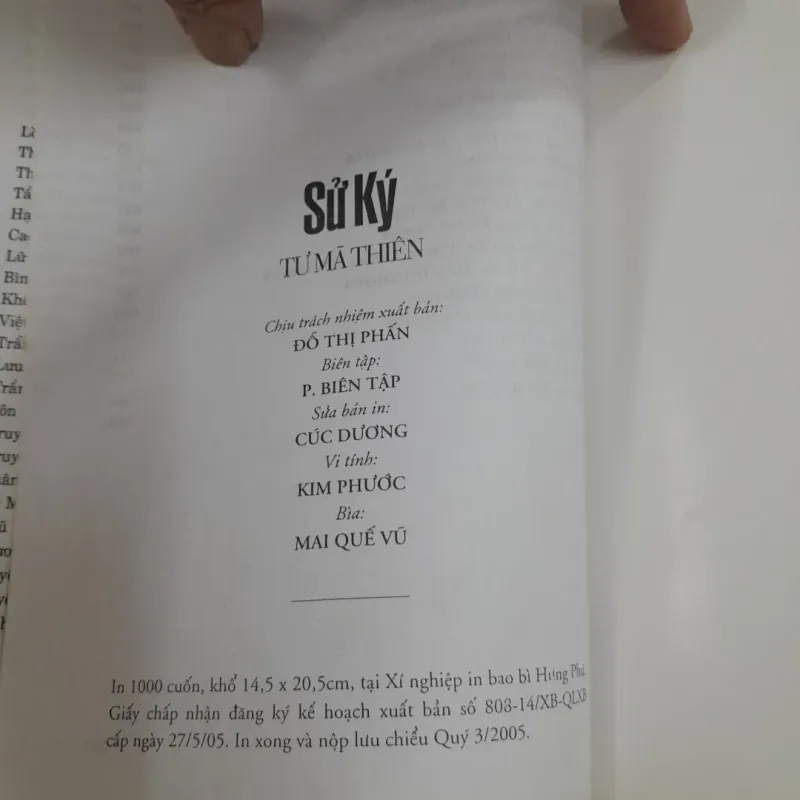 Sử Ký
TƯ MÃ THIÊN
Chịu trách nhiệm xuất bản:
ĐỖ THỊ PHẤN
Biên tập:
P. BIÊN TẬP
Sửa bản in:
CÚC DƯƠNG
Vi tính:
KIM PHƯỚC
Bìa:
MAI QUẾ VŨ
In 1000 cuốn, khổ 14,5 x 20,5cm, tại Xí nghiệp in bao bì Hưng Phú.
Giấy chấp nhận đăng ký kế hoạch xuất bản số 803-14/XB-QLXB
cấp ngày 27/5/05. In xong và nộp lưu chiểu Quý 3/2005.